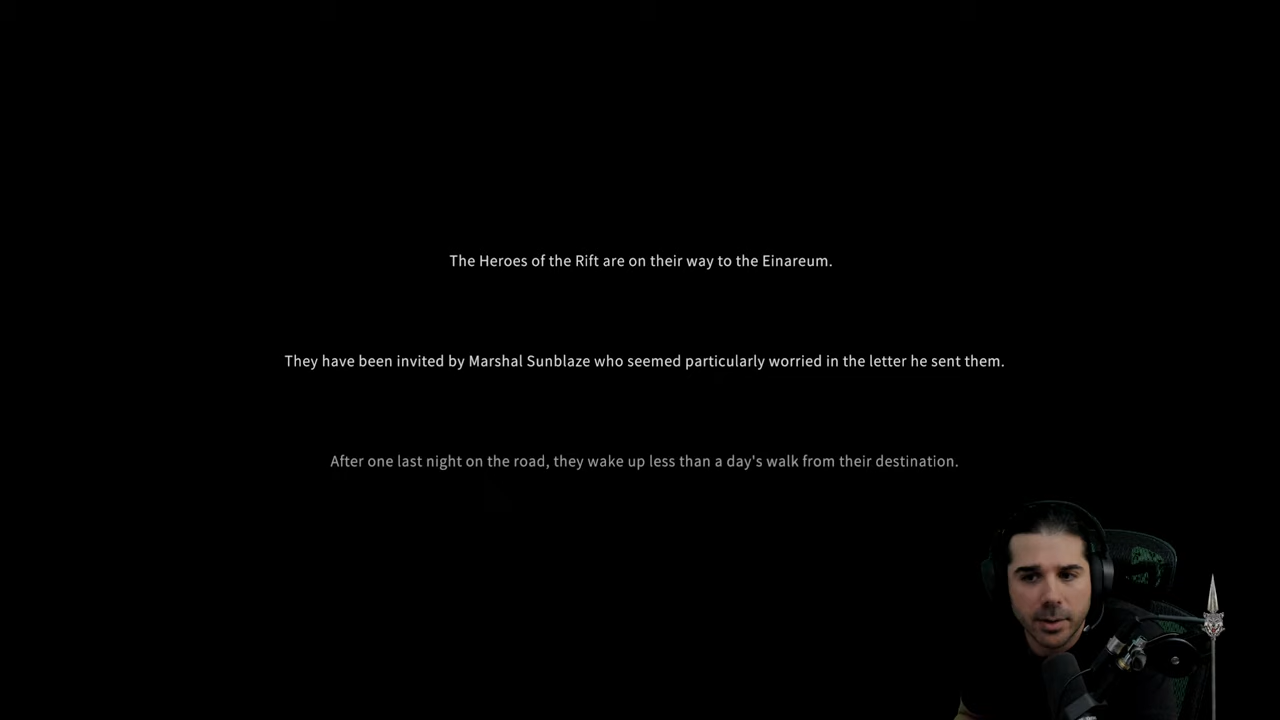 The Heroes of the Rift are on their way to the Einareum.
They have been invited by Marshal Sunblaze who seemed particularly worried in the letter he sent them.
After one last night on the road, they wake up less than a day's walk from their destination.